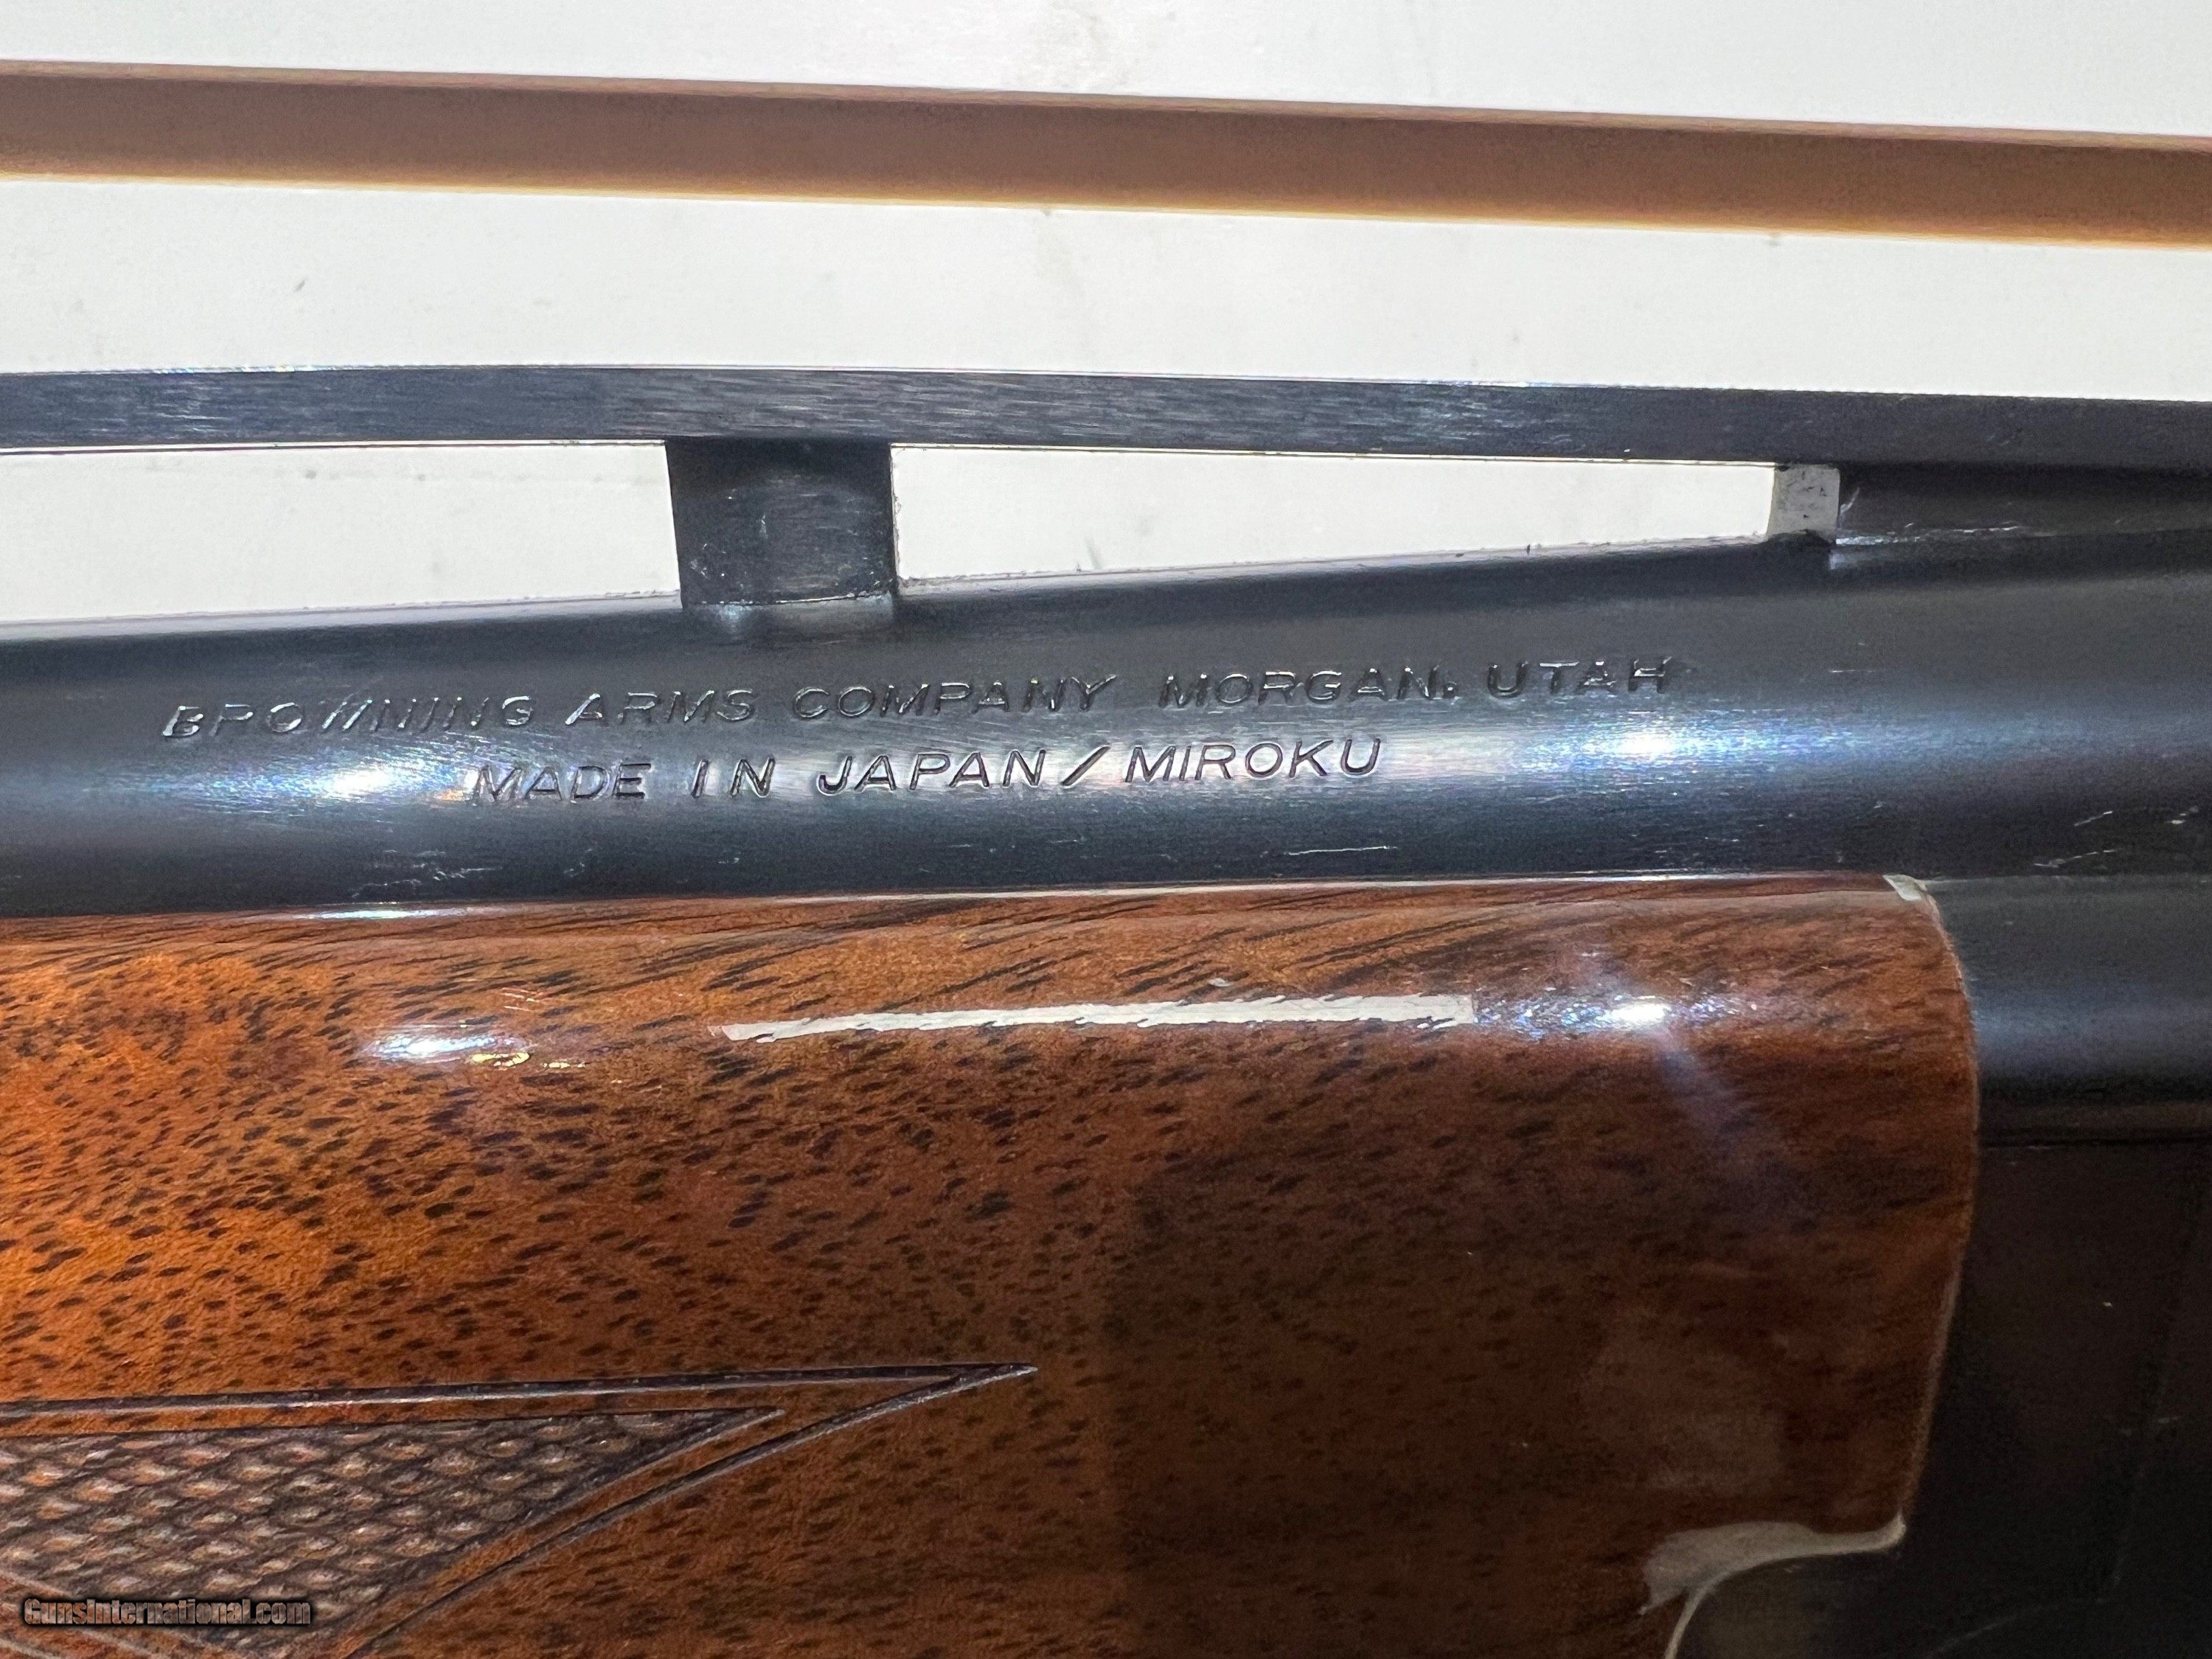 BROWNING ARMS COMPANY MORGAN, UTAH
MADE IN JAPAN/MIROKU
GunsInternational.com